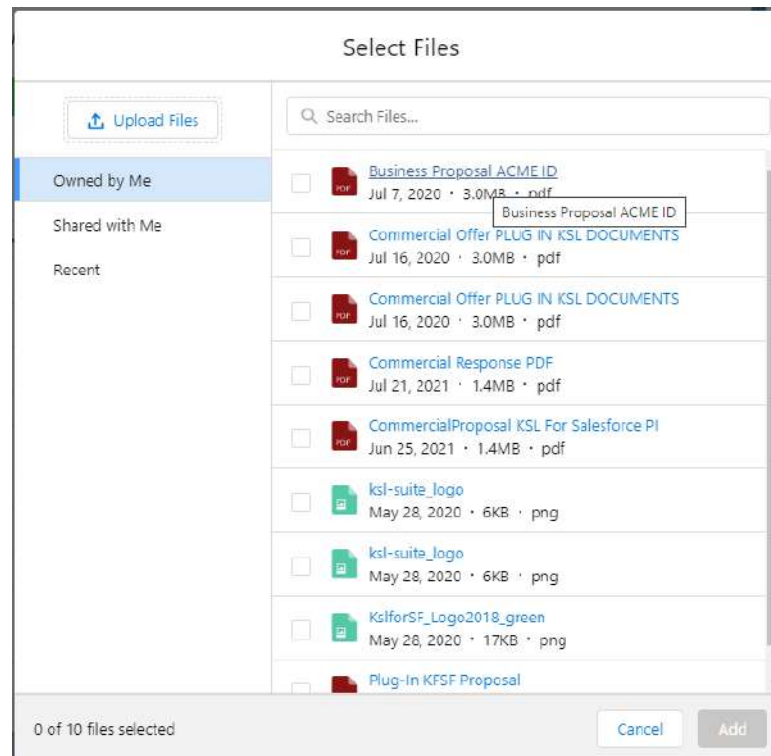 Select Files
Upload Files
Search Files...
Owned by Me
Shared with Me
Recent
PDF
Business Proposal ACME ID
Jul 7, 2020 · 3.0MB · pdf
Business Proposal ACME ID
PDF
Commercial Offer PLUG IN KSL DOCUMENTS
Jul 16, 2020 · 3.0MB · pdf
PDF
Commercial Offer PLUG IN KSL DOCUMENTS
Jul 16, 2020 · 3.0MB · pdf
PDF
Commercial Response PDF
Jul 21, 2021 · 1.4MB · pdf
PDF
CommercialProposal KSL For Salesforce PI
Jun 25, 2021 · 1.4MB · pdf
ksl-suite_logo
May 28, 2020 · 6KB · png
ksl-suite_logo
May 28, 2020 · 6KB · png
KslforSF_Logo2018_green
May 28, 2020 · 17KB · png
Plug-In KFSF Proposal
0 of 10 files selected
Cancel
Add